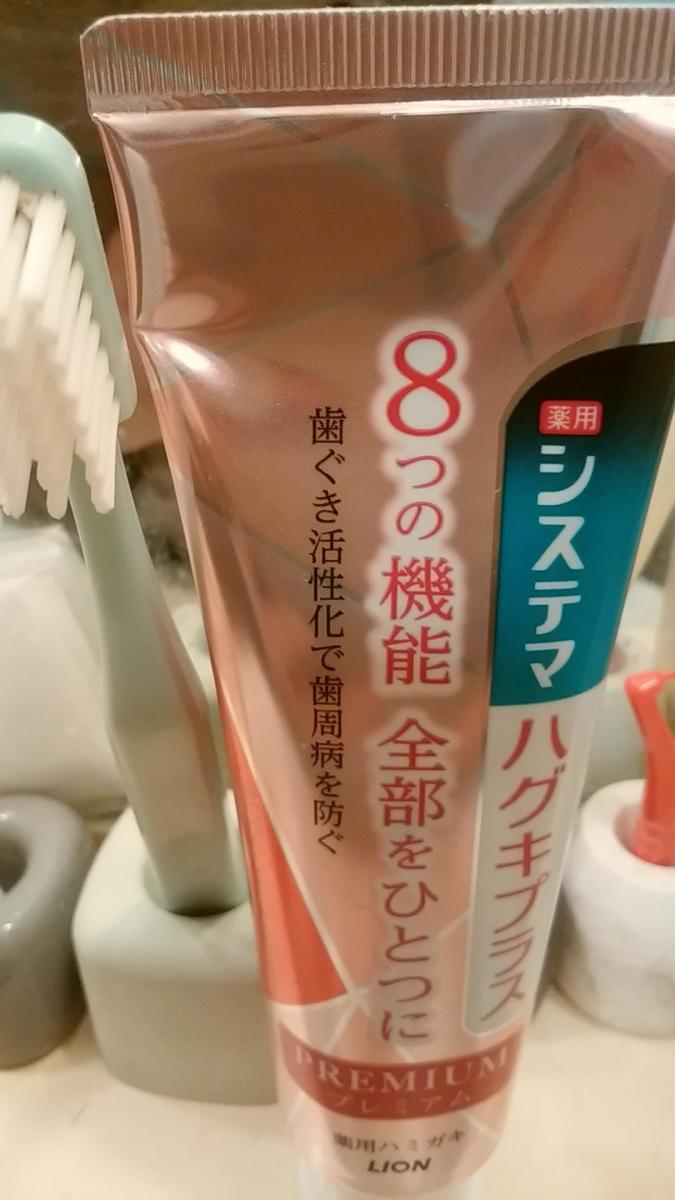 薬用
システマ
ハグキプラス
8つの機能 全部をひとつに
歯ぐき活性化で歯周病を防ぐ
PREMIUM
プレミアム
薬用ハミガキ
LION